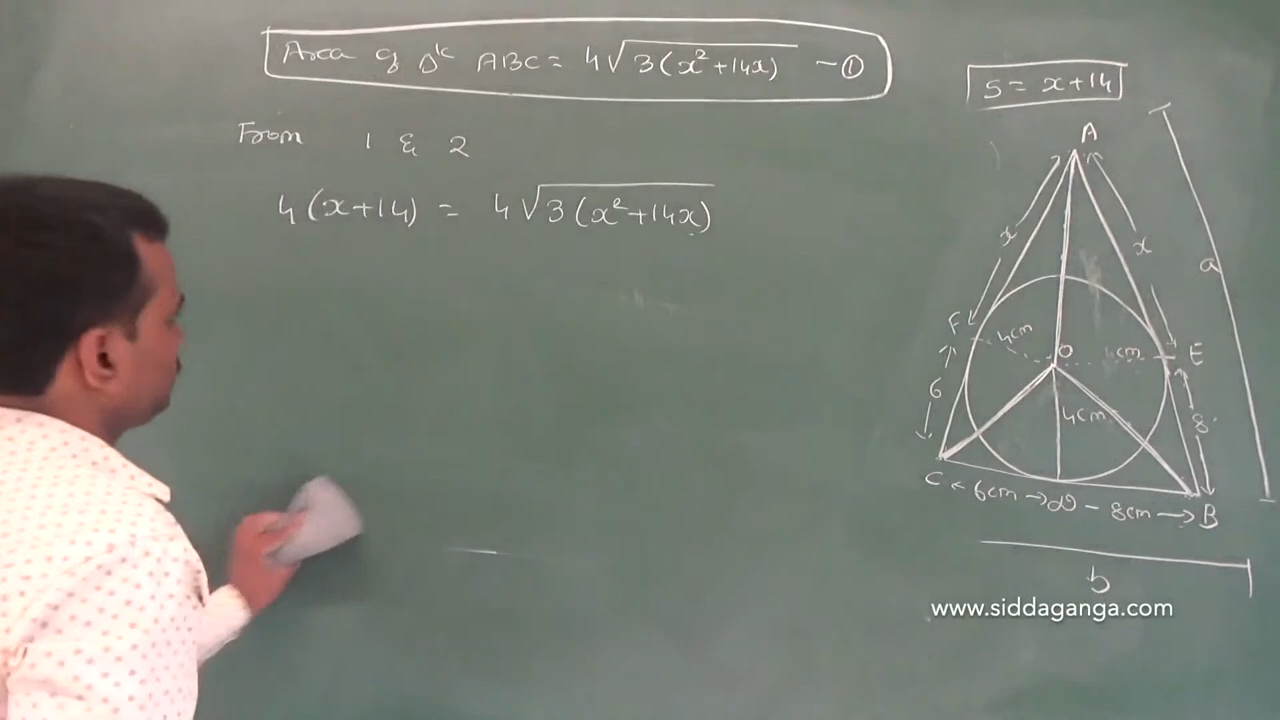 Area of Δle ABC = 4√3(x²+14x) — ①
S = x+14
From 1 & 2
4(x+14) = 4√3(x²+14x)
A
x
x
a
F
4cm
O
4cm
E
6
4cm
8
C ← 6cm → D — 8cm → B
b
www.siddaganga.com